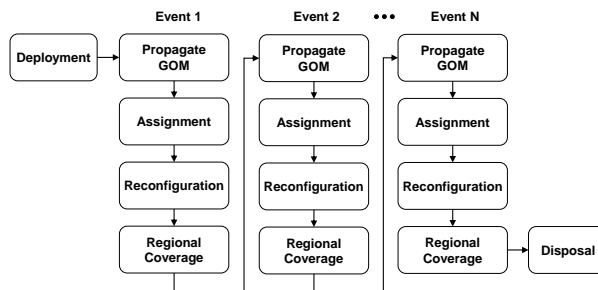 Event 1
Event 2
•••
Event N
Deployment
Propagate
GOM
Propagate
GOM
Propagate
GOM
Assignment
Assignment
Assignment
Reconfiguration
Reconfiguration
Reconfiguration
Regional
Coverage
Regional
Coverage
Regional
Coverage
Disposal